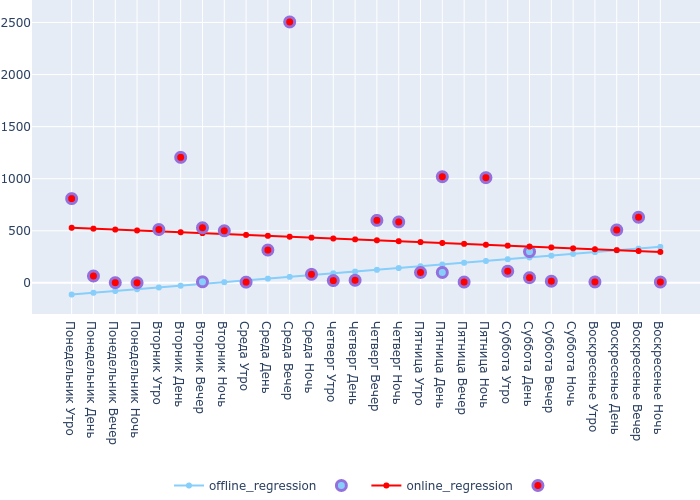 2500
2000
1500
1000
500
0
Понедельник Утро
Понедельник День
Понедельник Вечер
Понедельник Ночь
Вторник Утро
Вторник День
Вторник Вечер
Вторник Ночь
Среда Утро
Среда День
Среда Вечер
Среда Ночь
Четверг Утро
Четверг День
Четверг Вечер
Четверг Ночь
Пятница Утро
Пятница День
Пятница Вечер
Пятница Ночь
Суббота Утро
Суббота День
Суббота Вечер
Суббота Ночь
Воскресенье Утро
Воскресенье День
Воскресенье Вечер
Воскресенье Ночь
offline_regression online_regression